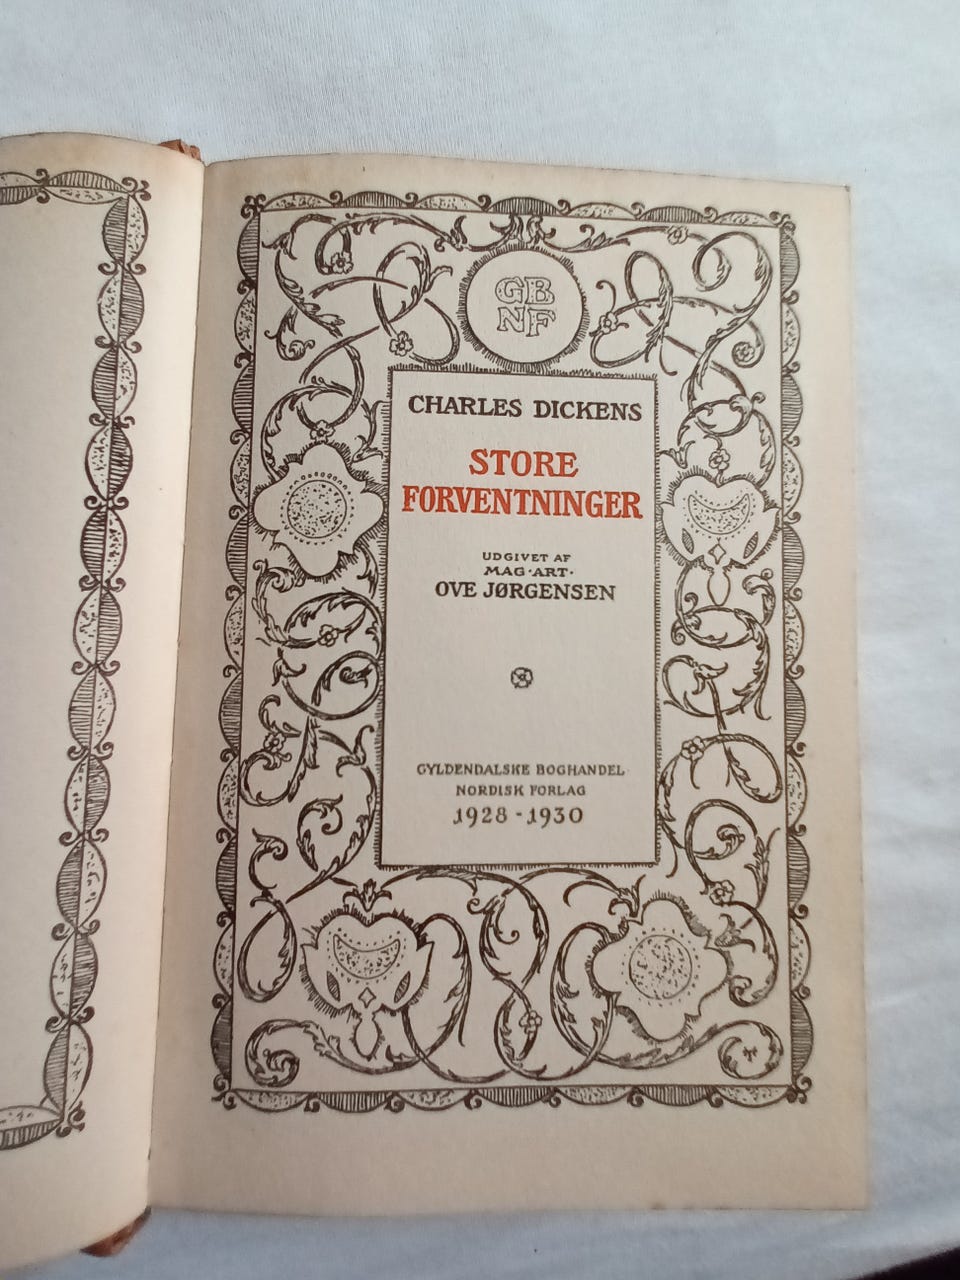 GB
NF
CHARLES DICKENS
STORE
FORVENTNINGER
UDGIVET AF
MAG·ART·
OVE JØRGENSEN
GYLDENDALSKE BOGHANDEL
NORDISK FORLAG
1928-1930